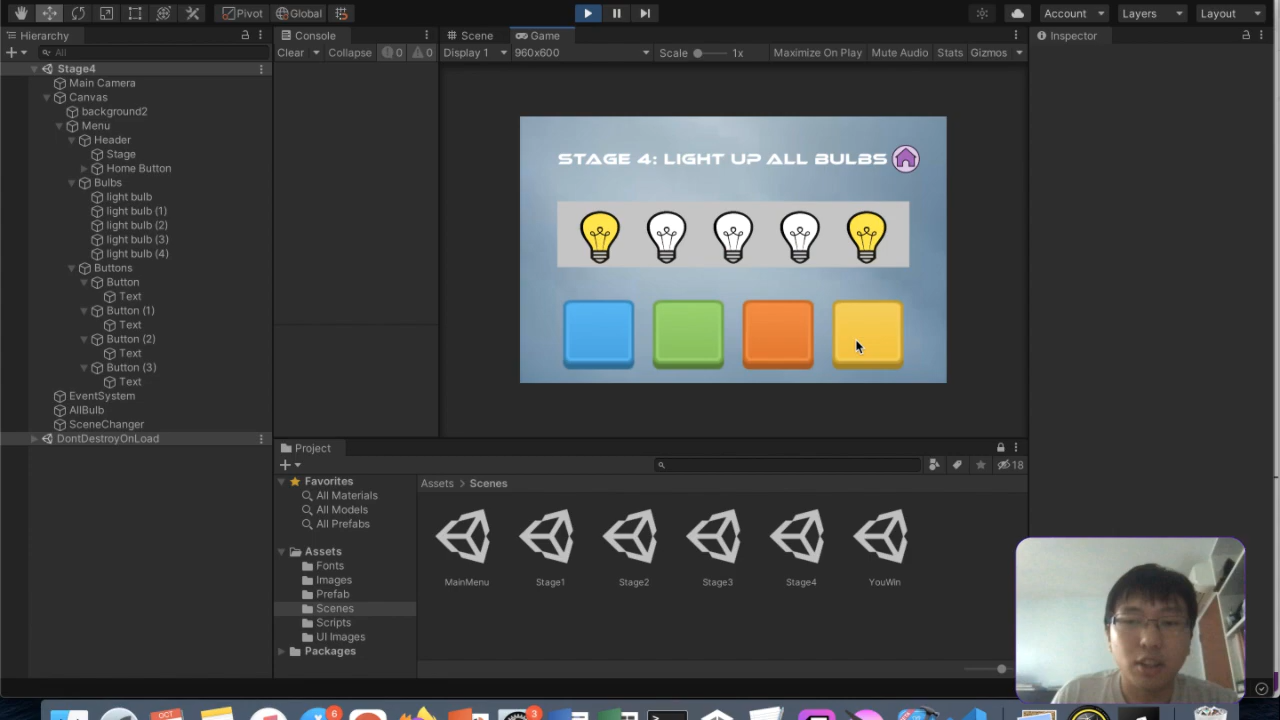 Pivot Global Account Layers Layout
Hierarchy
All
Stage4
Main Camera
Canvas
background2
Menu
Header
Stage
Home Button
Bulbs
light bulb
light bulb (1)
light bulb (2)
light bulb (3)
light bulb (4)
Buttons
Button
Text
Button (1)
Text
Button (2)
Text
Button (3)
Text
EventSystem
AllBulb
SceneChanger
DontDestroyOnLoad
Console
Clear Collapse 0 0
Scene Game
Display 1 960x600 Scale 1x Maximize On Play Mute Audio Stats Gizmos
STAGE 4: LIGHT UP ALL BULBS
Inspector
Project
18
Favorites
All Materials
All Models
All Prefabs
Assets
Fonts
Images
Prefab
Scenes
Scripts
UI Images
Packages
Assets > Scenes
MainMenu Stage1 Stage2 Stage3 Stage4 YouWin
OCT 6 3